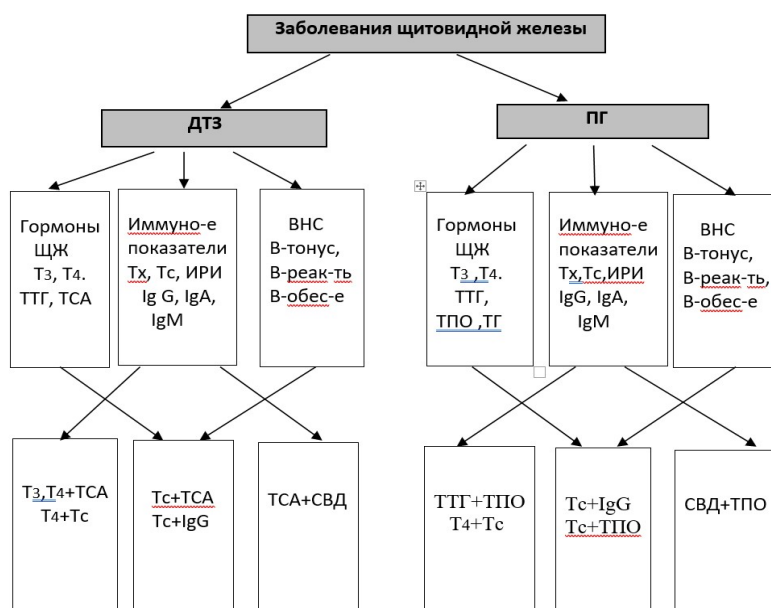 Заболевания щитовидной железы
ДТЗ
ПГ
Гормоны
ЩЖ
Т3, Т4.
ТТГ, ТСА
Иммуно-е
показатели
Тх, Тс, ИРИ
Ig G, IgA,
IgM
ВНС
В-тонус,
В-реак-ть
В-обес-е
Гормоны
ЩЖ
Т3 ,Т4.
ТТГ,
ТПО ,ТГ
Иммуно-е
показатели
Тх,Тс,ИРИ
IgG, IgA,
IgM
ВНС
В-тонус,
В-реак-ть,
В-обес-е
Т3,Т4+ТСА
Т4+Тс
Тс+ТСА
Тс+IgG
ТСА+СВД
ТТГ+ТПО
Т4+Тс
Тс+IgG
Тс+ТПО
СВД+ТПО